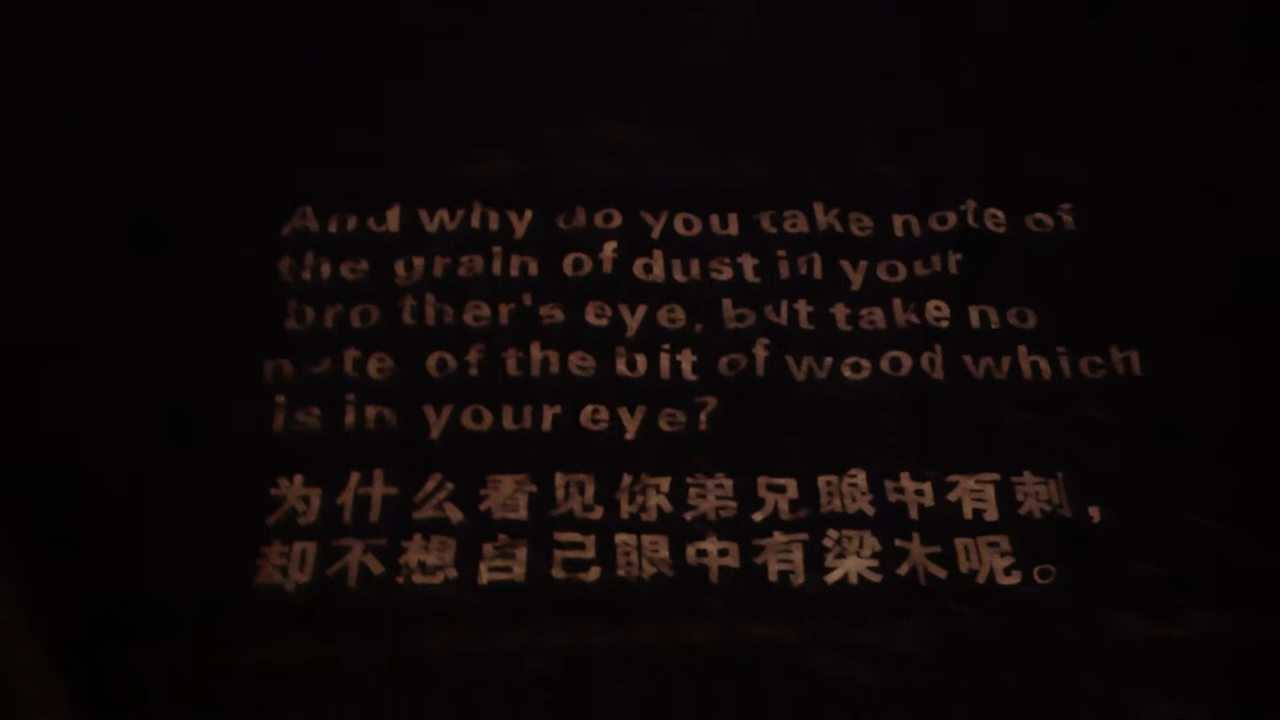 And why do you take note of
the grain of dust in your
brother's eye, but take no
note of the bit of wood which
is in your eye?
为什么看见你弟兄眼中有刺，
却不想自己眼中有梁木呢。